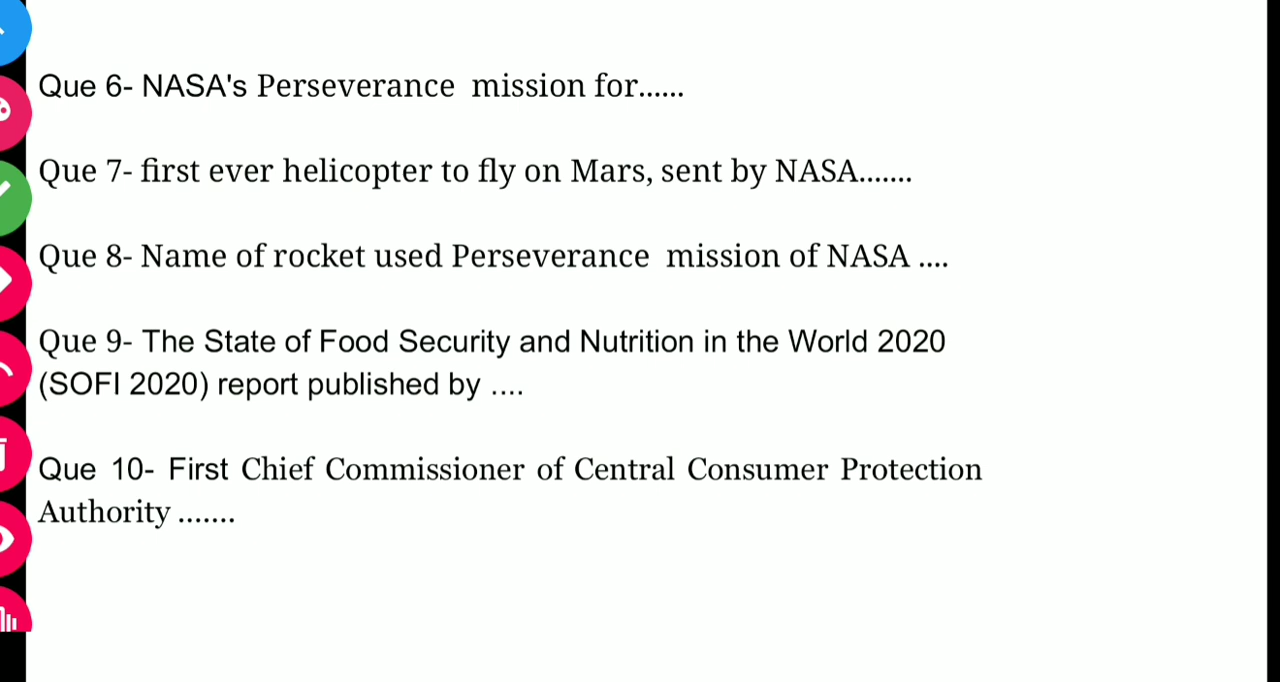 Que 6- NASA's Perseverance mission for......
Que 7- first ever helicopter to fly on Mars, sent by NASA.......
Que 8- Name of rocket used Perseverance mission of NASA ....
Que 9- The State of Food Security and Nutrition in the World 2020
(SOFI 2020) report published by ....
Que 10- First Chief Commissioner of Central Consumer Protection
Authority .......